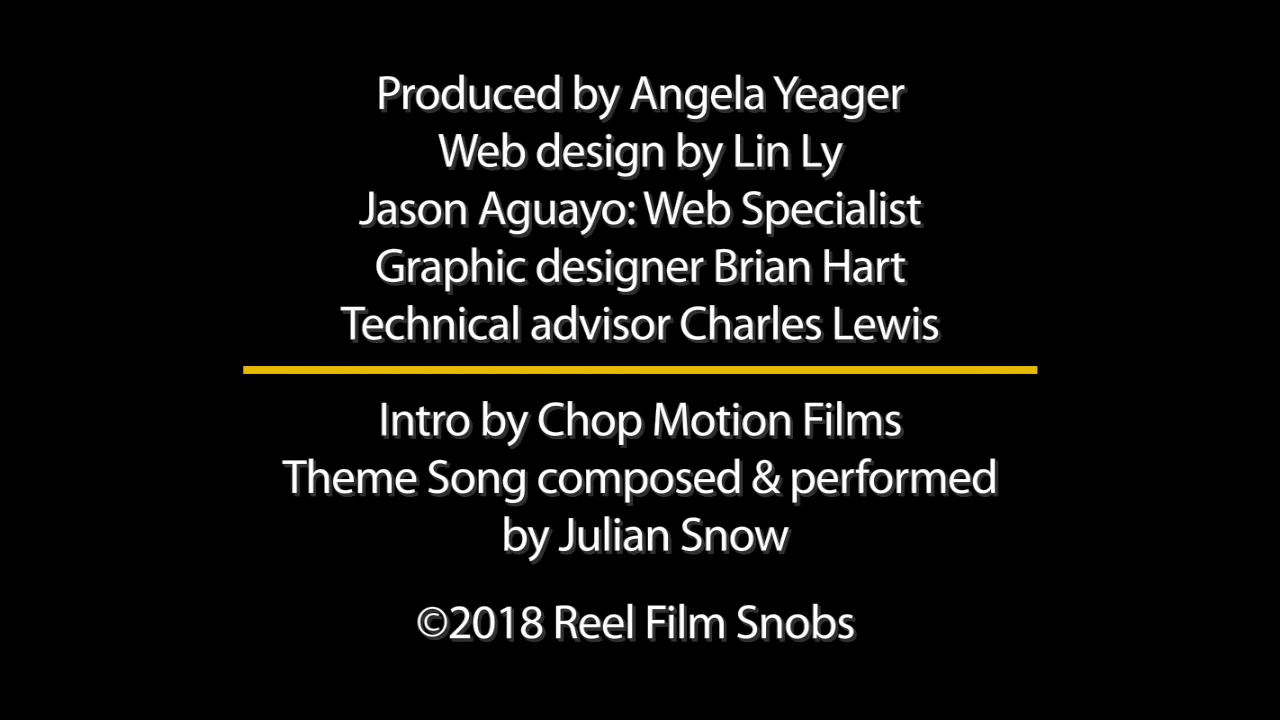 Produced by Angela Yeager
Web design by Lin Ly
Jason Aguayo: Web Specialist
Graphic designer Brian Hart
Technical advisor Charles Lewis
Intro by Chop Motion Films
Theme Song composed & performed
by Julian Snow
©2018 Reel Film Snobs